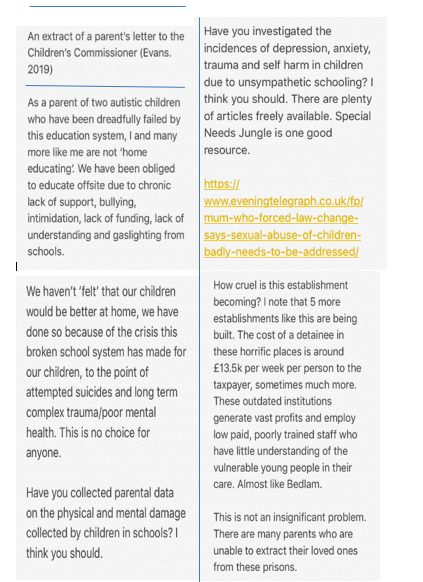 An extract of a parent's letter to the
Children's Commissioner (Evans.
2019)
As a parent of two autistic children
who have been dreadfully failed by
this education system, I and many
more like me are not 'home
educating'. We have been obliged
to educate offsite due to chronic
lack of support, bullying,
intimidation, lack of funding, lack of
understanding and gaslighting from
schools.
We haven't 'felt' that our children
would be better at home, we have
done so because of the crisis this
broken school system has made for
our children, to the point of
attempted suicides and long term
complex trauma/poor mental
health. This is no choice for
anyone.
Have you collected parental data
on the physical and mental damage
collected by children in schools? I
think you should.
Have you investigated the
incidences of depression, anxiety,
trauma and self harm in children
due to unsympathetic schooling? I
think you should. There are plenty
of articles freely available. Special
Needs Jungle is one good
resource.
https://
www.eveningtelegraph.co.uk/fp/
mum-who-forced-law-change-
says-sexual-abuse-of-children-
badly-needs-to-be-addressed/
How cruel is this establishment
becoming? I note that 5 more
establishments like this are being
built. The cost of a detainee in
these horrific places is around
£13.5k per week per person to the
taxpayer, sometimes much more.
These outdated institutions
generate vast profits and employ
low paid, poorly trained staff who
have little understanding of the
vulnerable young people in their
care. Almost like Bedlam.
This is not an insignificant problem.
There are many parents who are
unable to extract their loved ones
from these prisons.